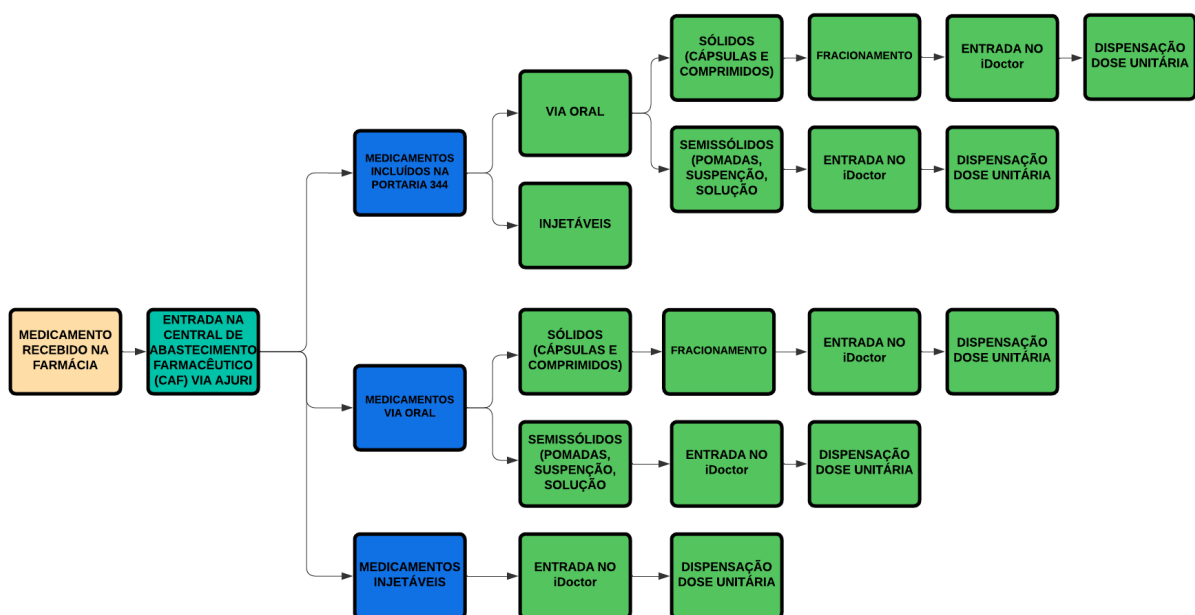 SÓLIDOS
(CÁPSULAS E
COMPRIMIDOS)
FRACIONAMENTO
ENTRADA NO
iDoctor
DISPENSAÇÃO
DOSE UNITÁRIA
VIA ORAL
SEMISSÓLIDOS
(POMADAS,
SUSPENÇÃO,
SOLUÇÃO
ENTRADA NO
iDoctor
DISPENSAÇÃO
DOSE UNITÁRIA
MEDICAMENTOS
INCLUÍDOS NA
PORTARIA 344
INJETÁVEIS
MEDICAMENTO
RECEBIDO NA
FARMÁCIA
ENTRADA NA
CENTRAL DE
ABASTECIMENTO
FARMACÊUTICO
(CAF) VIA AJURI
SÓLIDOS
(CÁPSULAS E
COMPRIMIDOS)
FRACIONAMENTO
ENTRADA NO
iDoctor
DISPENSAÇÃO
DOSE UNITÁRIA
MEDICAMENTOS
VIA ORAL
SEMISSÓLIDOS
(POMADAS,
SUSPENÇÃO,
SOLUÇÃO
ENTRADA NO
iDoctor
DISPENSAÇÃO
DOSE UNITÁRIA
MEDICAMENTOS
INJETÁVEIS
ENTRADA NO
iDoctor
DISPENSAÇÃO
DOSE UNITÁRIA